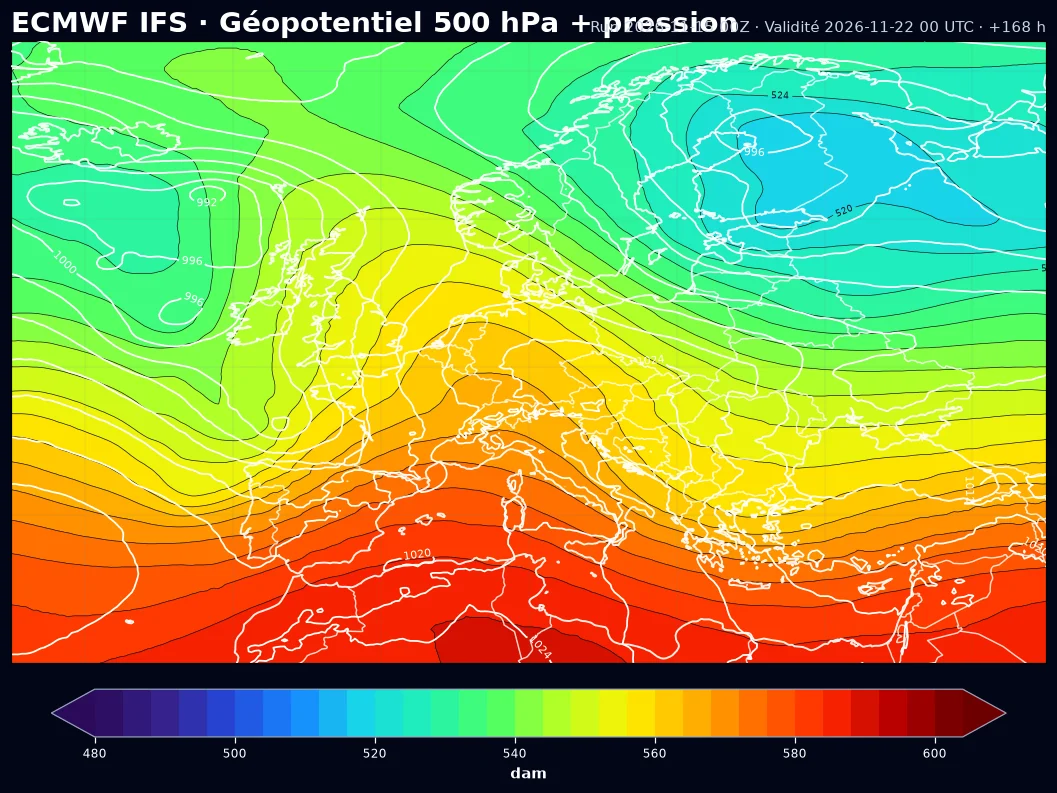 ECMWF IFS · Géopotentiel 500 hPa + pression
Validité 2026-11-22 00 UTC · +168 h
524
996
992
520
1000
996
996
1024
1020
1024
480 500 520 540 560 580 600
dam